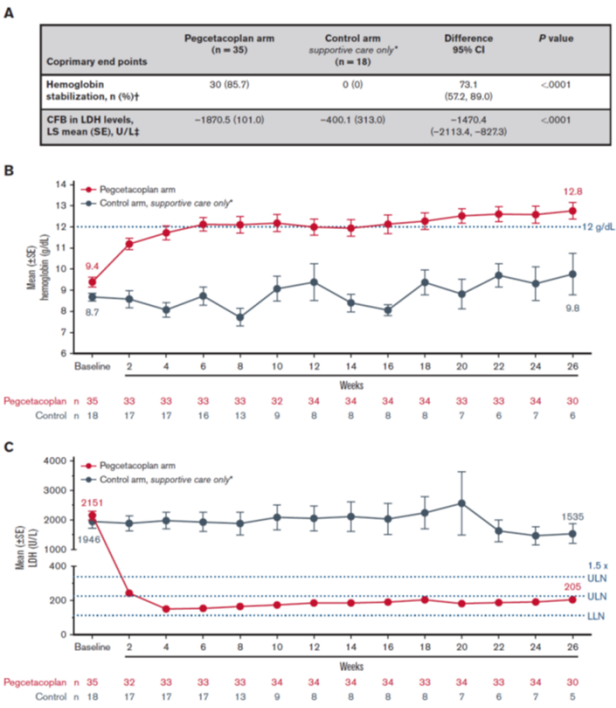 A
Pegcetacoplan arm Control arm Difference P value
(n = 35) supportive care only* 95% CI
Coprimary end points (n = 18)
Hemoglobin 30 (85.7) 0 (0) 73.1 <.0001
stabilization, n (%)† (57.2, 89.0)
CFB in LDH levels, −1870.5 (101.0) −400.1 (313.0) −1470.4 <.0001
LS mean (SE), U/L‡ (−2113.4, −827.3)
B
Mean (±SE)
hemoglobin (g/dL)
14
13
12
11
10
9
8
7
6
Pegcetacoplan arm
Control arm, supportive care only*
12.8
12 g/dL
9.4
8.7
9.8
Baseline 2 4 6 8 10 12 14 16 18 20 22 24 26
Weeks
Pegcetacoplan n 35 33 33 33 33 32 34 34 34 34 33 33 34 30
Control n 18 17 17 16 13 9 8 8 8 8 7 6 7 6
C
Mean (±SE)
LDH (U/L)
4000
3000
2000
1000
400
200
0
Pegcetacoplan arm
Control arm, supportive care only*
2151
1946
1535
1.5 x
ULN
205
ULN
LLN
Baseline 2 4 6 8 10 12 14 16 18 20 22 24 26
Weeks
Pegcetacoplan n 35 32 33 33 33 34 34 34 34 34 34 33 34 30
Control n 18 17 17 17 13 9 8 8 8 8 7 6 7 5